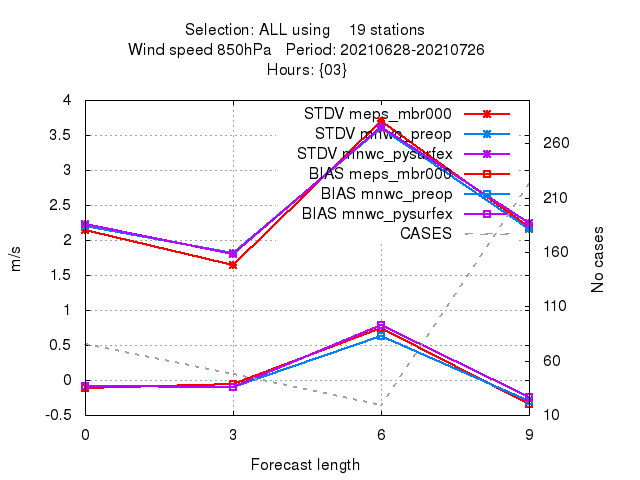 Selection: ALL using 19 stations
Wind speed 850hPa Period: 20210628-20210726
Hours: {03}
STDV meps_mbr000
STDV mnwc_preop
STDV mnwc_pysurfex
BIAS meps_mbr000
BIAS mnwc_preop
BIAS mnwc_pysurfex
CASES
4
3.5
3
2.5
2
1.5
1
0.5
0
-0.5
m/s
260
210
160
110
60
10
No cases
0 3 6 9
Forecast length